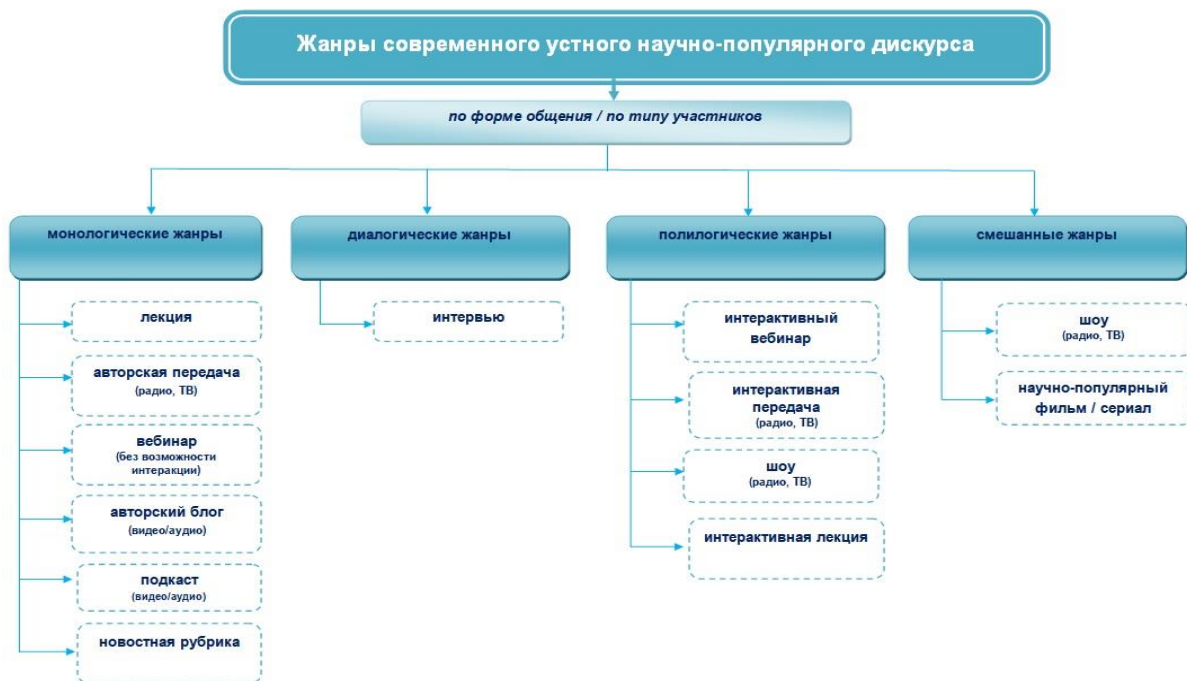 Жанры современного устного научно-популярного дискурса
по форме общения / по типу участников
монологические жанры
лекция
авторская передача
(радио, ТВ)
вебинар
(без возможности
интеракции)
авторский блог
(видео/аудио)
подкаст
(видео/аудио)
новостная рубрика
диалогические жанры
интервью
полилогические жанры
интерактивный
вебинар
интерактивная
передача
(радио, ТВ)
шоу
(радио, ТВ)
интерактивная лекция
смешанные жанры
шоу
(радио, ТВ)
научно-популярный
фильм / сериал